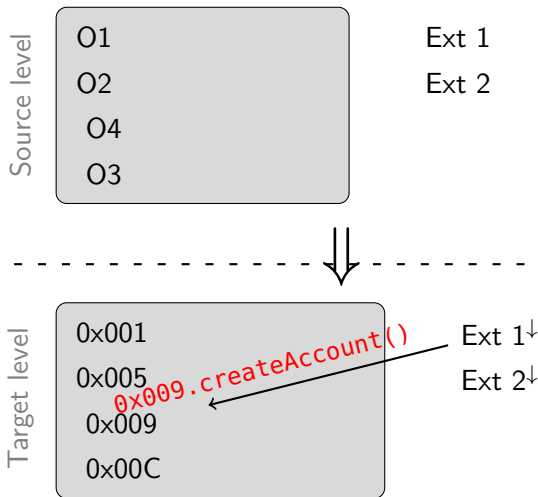 Source level
O1
Ext 1
O2
Ext 2
O4
O3
Target level
0x001
Ext 1↓
0x009.createAccount()
0x005
Ext 2↓
0x009
0x00C